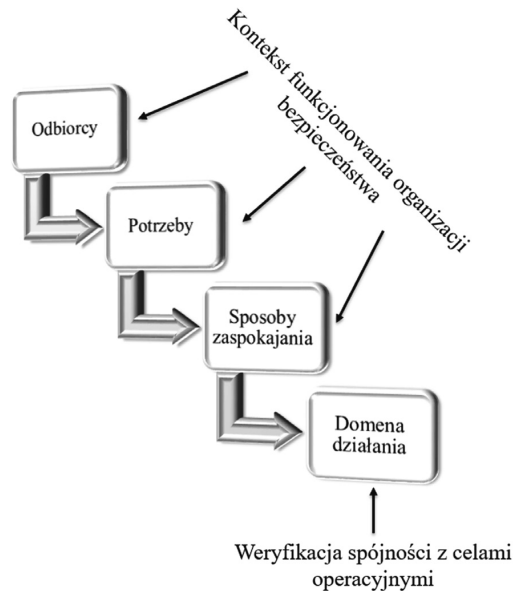 Kontekst funkcjonowania organizacji
bezpieczeństwa
Odbiorcy
Potrzeby
Sposoby
zaspokajania
Domena
działania
Weryfikacja spójności z celami
operacyjnymi